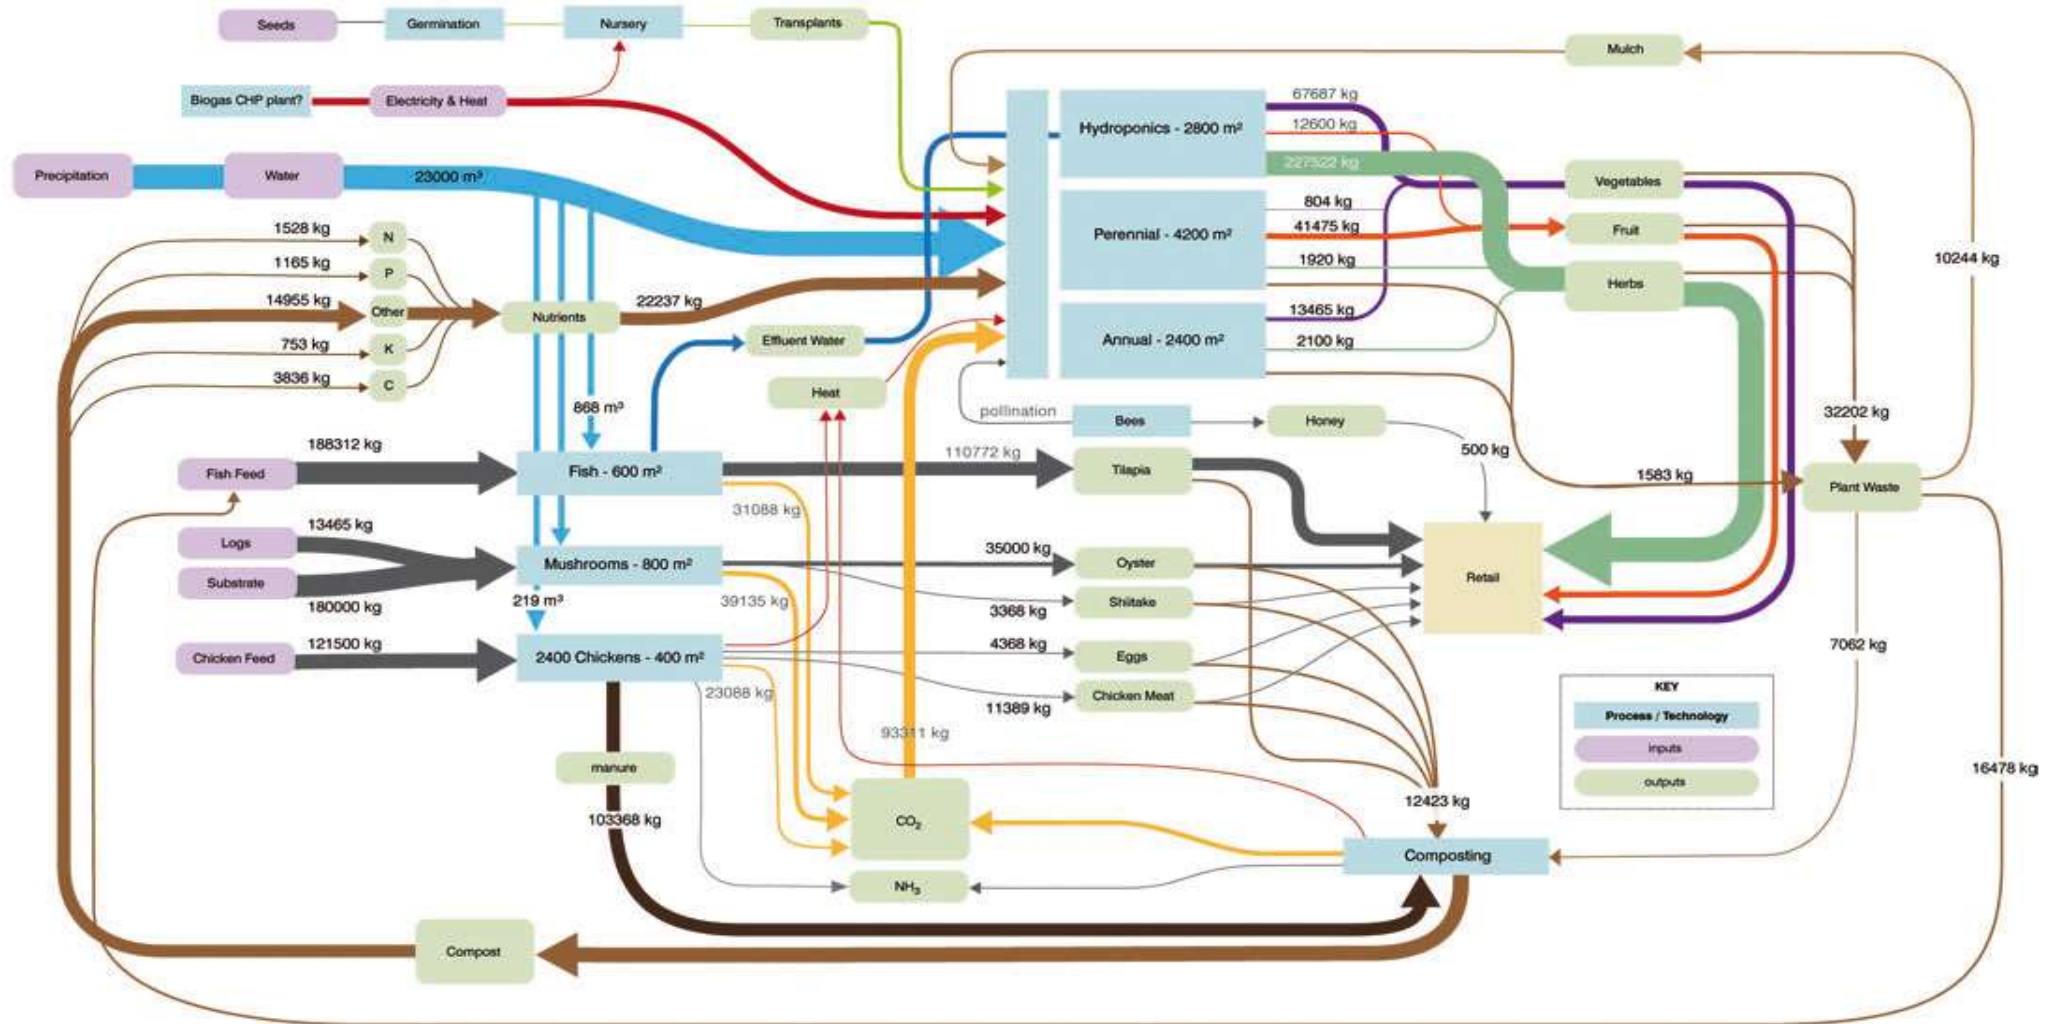 Seeds
Germination
Nursery
Transplants
Mulch
Biogas CHP plant?
Electricity & Heat
67687 kg
Hydroponics - 2800 m²
12600 kg
227522 kg
Precipitation
Water
23000 m³
Vegetables
804 kg
Perennial - 4200 m²
41475 kg
Fruit
1528 kg
N
1920 kg
10244 kg
1165 kg
P
Herbs
14955 kg
Other
Nutrients
22237 kg
13465 kg
753 kg
K
Effluent Water
Annual - 2400 m²
2100 kg
3836 kg
C
Heat
868 m³
pollination
Bees
Honey
32202 kg
188312 kg
500 kg
Fish Feed
Fish - 600 m²
110772 kg
Tilapia
1583 kg
Plant Waste
31088 kg
13465 kg
Logs
35000 kg
Mushrooms - 800 m²
Oyster
Retail
Substrate
180000 kg
219 m³
39135 kg
3368 kg
Shiitake
121500 kg
4368 kg
7062 kg
Chicken Feed
2400 Chickens - 400 m²
Eggs
23088 kg
Chicken Meat
11389 kg
KEY
Process / Technology
inputs
outputs
93311 kg
manure
16478 kg
103368 kg
12423 kg
CO₂
Composting
NH₃
Compost